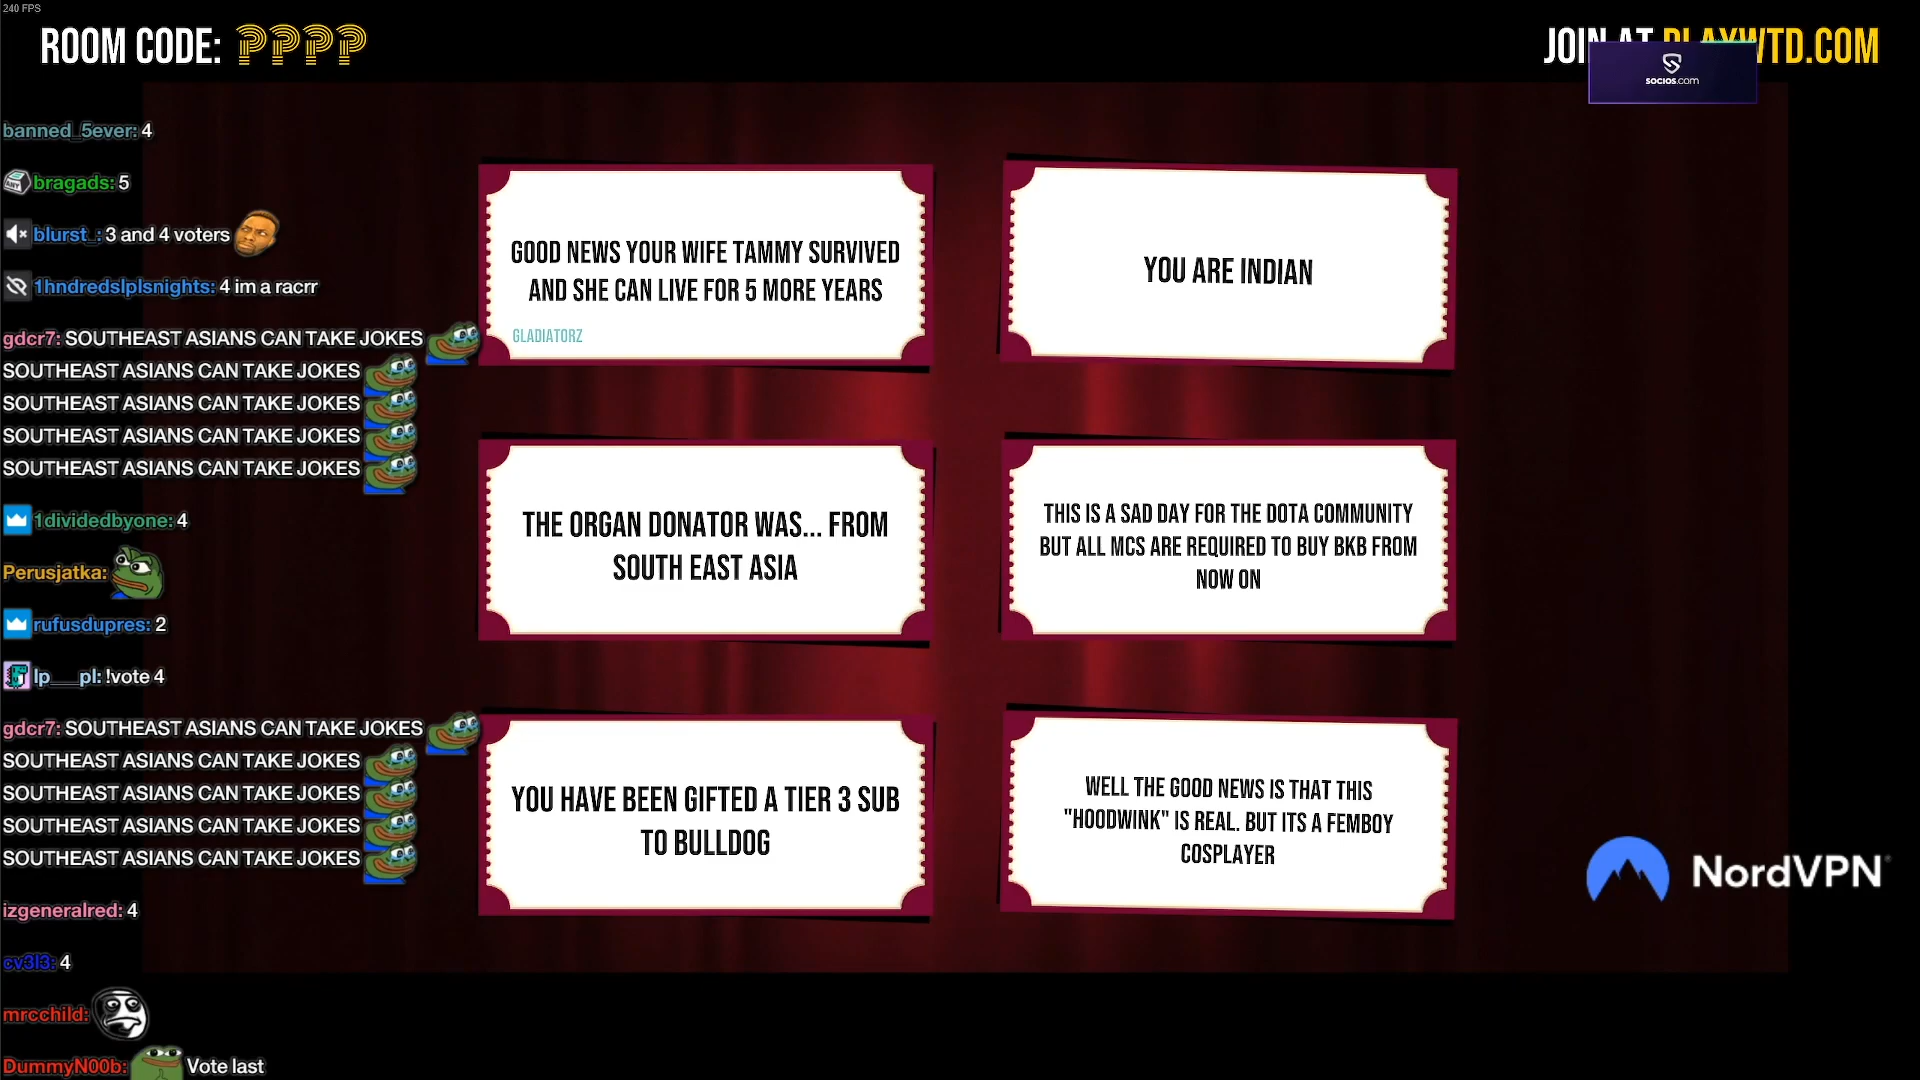 240 FPS
ROOM CODE: ????
JOIN AT PLAYWTD.COM
SOCIOS.com
banned_5ever: 4
bragads: 5
blurst_: 3 and 4 voters
1hndredslplsnights: 4 im a racrr
gdcr7: SOUTHEAST ASIANS CAN TAKE JOKES
SOUTHEAST ASIANS CAN TAKE JOKES
SOUTHEAST ASIANS CAN TAKE JOKES
SOUTHEAST ASIANS CAN TAKE JOKES
SOUTHEAST ASIANS CAN TAKE JOKES
1dividedbyone: 4
Perusjatka:
rufusdupres: 2
lp___pl: !vote 4
gdcr7: SOUTHEAST ASIANS CAN TAKE JOKES
SOUTHEAST ASIANS CAN TAKE JOKES
SOUTHEAST ASIANS CAN TAKE JOKES
SOUTHEAST ASIANS CAN TAKE JOKES
SOUTHEAST ASIANS CAN TAKE JOKES
izgeneralred: 4
cv3l3: 4
mrcchild:
DummyN00b: Vote last
GOOD NEWS YOUR WIFE TAMMY SURVIVED
AND SHE CAN LIVE FOR 5 MORE YEARS
GLADIATORZ
YOU ARE INDIAN
THE ORGAN DONATOR WAS... FROM
SOUTH EAST ASIA
THIS IS A SAD DAY FOR THE DOTA COMMUNITY
BUT ALL MCS ARE REQUIRED TO BUY BKB FROM
NOW ON
YOU HAVE BEEN GIFTED A TIER 3 SUB
TO BULLDOG
WELL THE GOOD NEWS IS THAT THIS
"HOODWINK" IS REAL. BUT ITS A FEMBOY
COSPLAYER
NordVPN